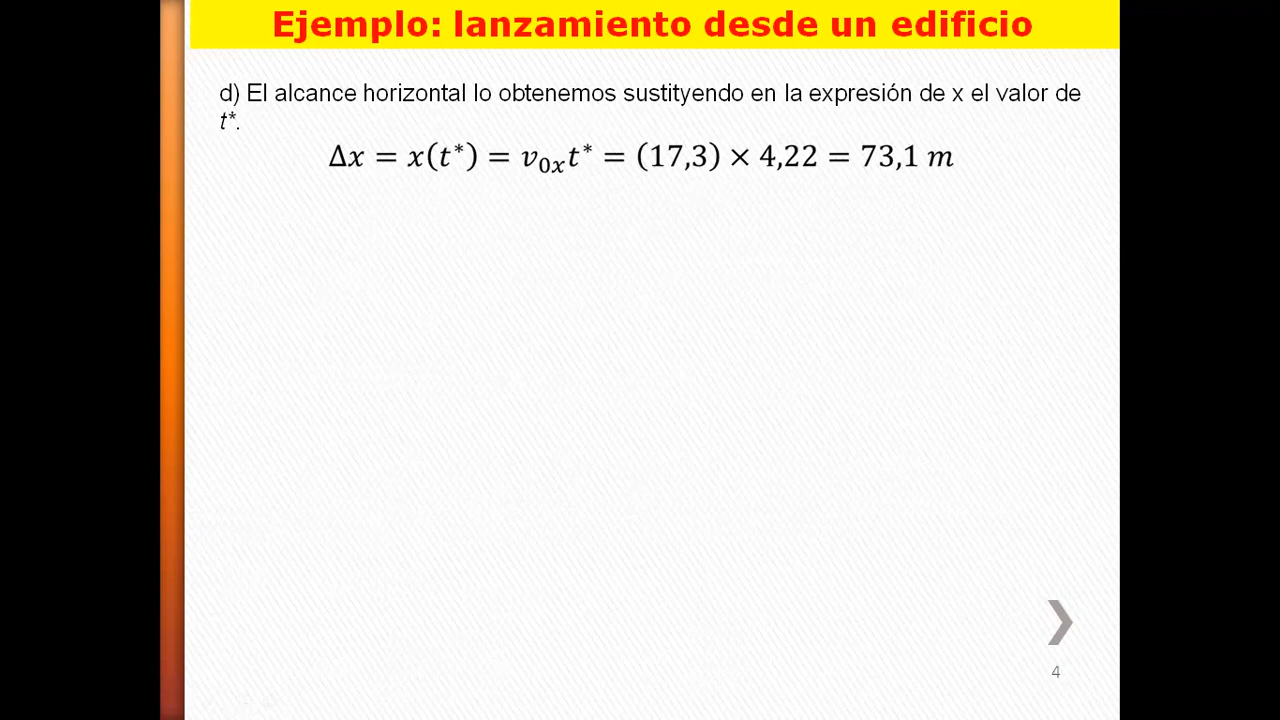 Ejemplo: lanzamiento desde un edificio
d) El alcance horizontal lo obtenemos sustityendo en la expresión de x el valor de
t*.
Δx = x(t*) = v₀ₓt* = (17,3) × 4,22 = 73,1 m
4